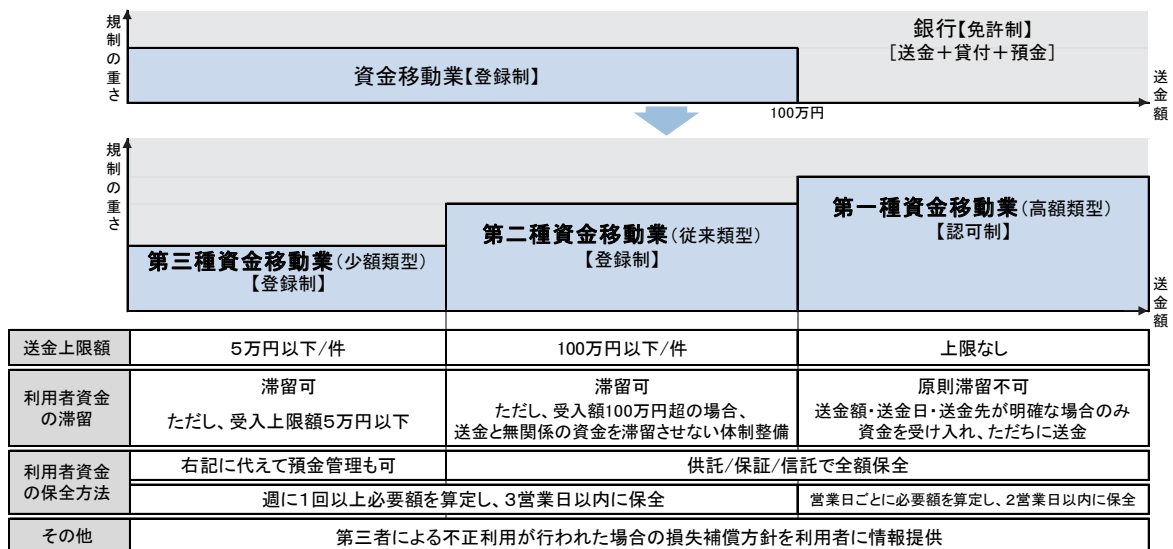 規制の重さ
銀行【免許制】
[送金＋貸付＋預金]
資金移動業【登録制】
送金額
100万円
規制の重さ
第三種資金移動業(少額類型)
【登録制】
第二種資金移動業(従来類型)
【登録制】
第一種資金移動業(高額類型)
【認可制】
送金額
送金上限額
5万円以下/件
100万円以下/件
上限なし
利用者資金
の滞留
滞留可
ただし、受入上限額5万円以下
滞留可
ただし、受入額100万円超の場合、
送金と無関係の資金を滞留させない体制整備
原則滞留不可
送金額・送金日・送金先が明確な場合のみ
資金を受け入れ、ただちに送金
利用者資金
の保全方法
右記に代えて預金管理も可
供託/保証/信託で全額保全
週に1回以上必要額を算定し、3営業日以内に保全
営業日ごとに必要額を算定し、2営業日以内に保全
その他
第三者による不正利用が行われた場合の損失補償方針を利用者に情報提供